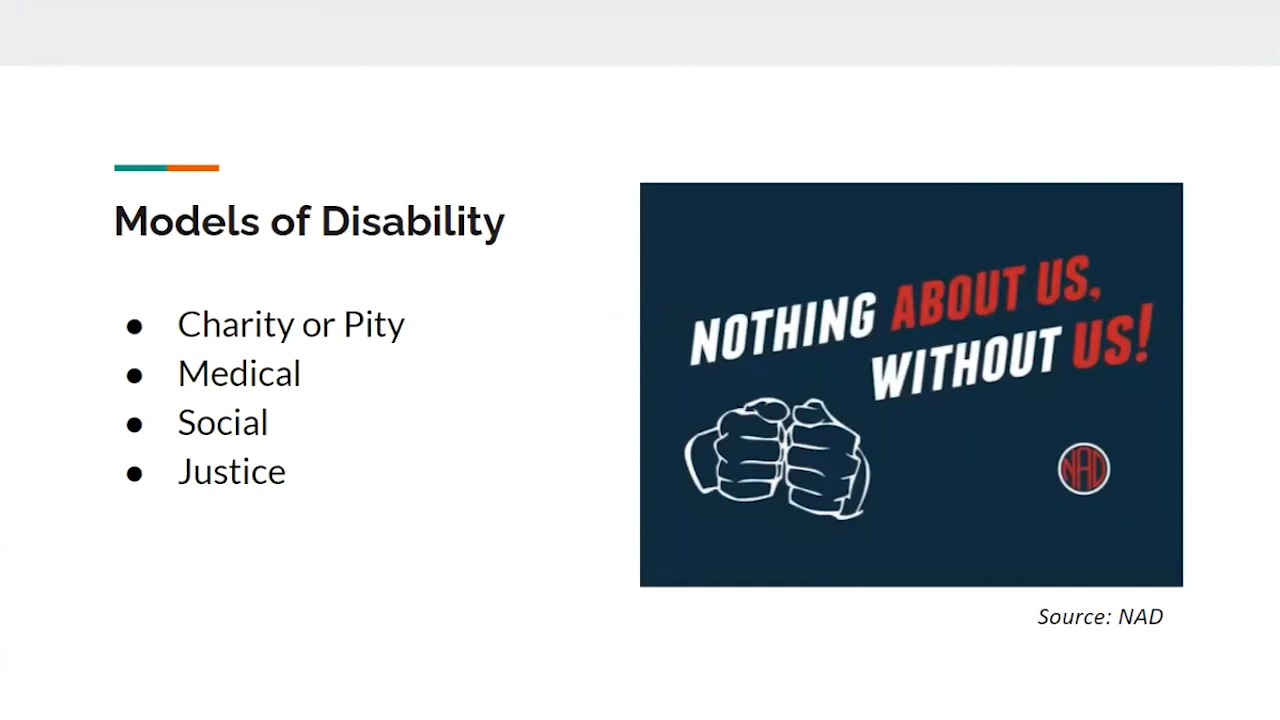 Models of Disability
● Charity or Pity
● Medical
● Social
● Justice
NOTHING ABOUT US,
WITHOUT US!
NAD
Source: NAD